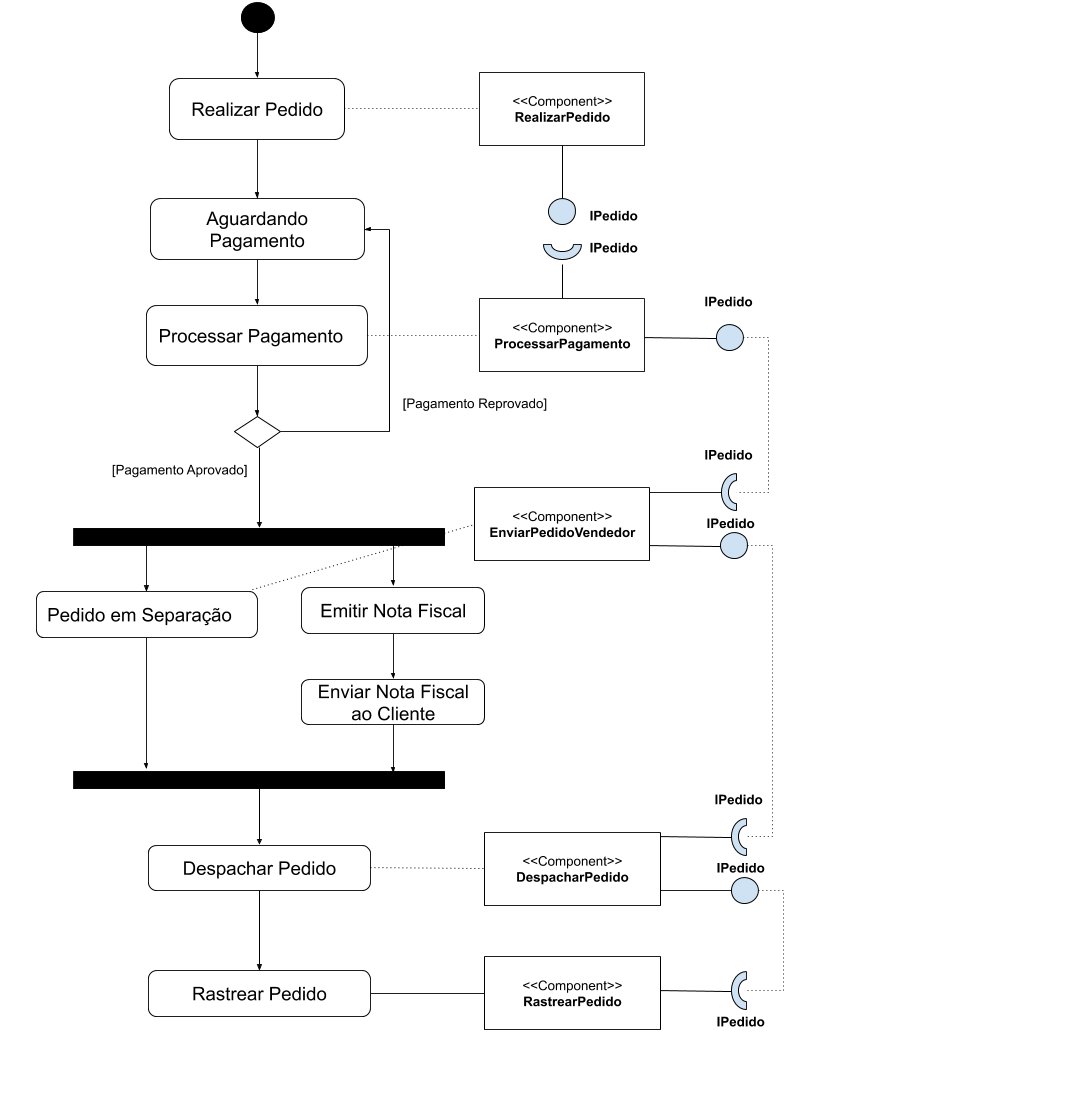 Realizar Pedido
<<Component>>
RealizarPedido
Aguardando
Pagamento
IPedido
IPedido
Processar Pagamento
<<Component>>
ProcessarPagamento
IPedido
[Pagamento Reprovado]
[Pagamento Aprovado]
IPedido
<<Component>>
EnviarPedidoVendedor
IPedido
Pedido em Separação
Emitir Nota Fiscal
Enviar Nota Fiscal
ao Cliente
IPedido
Despachar Pedido
<<Component>>
DespacharPedido
IPedido
Rastrear Pedido
<<Component>>
RastrearPedido
IPedido